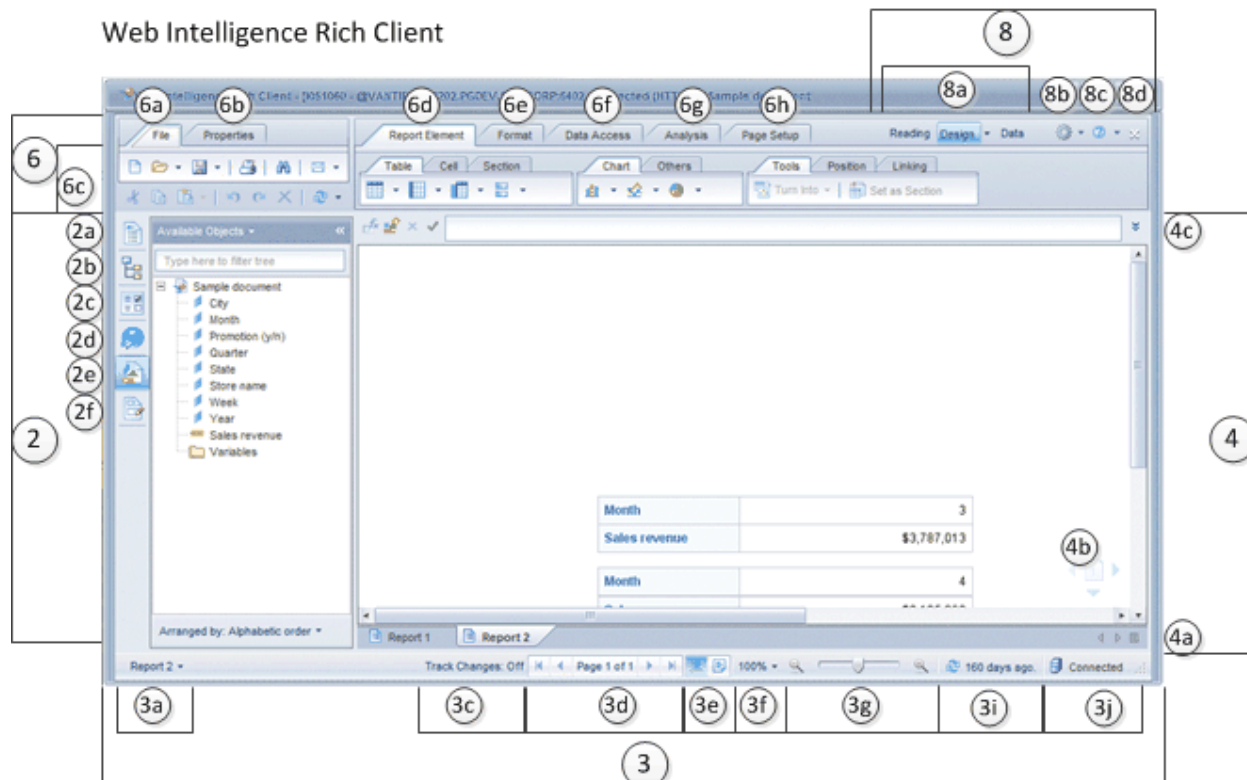 Web Intelligence Rich Client
8
8a 8b 8c 8d
6a 6b 6d 6e 6f 6g 6h
Sample document
File Properties Report Element Format Data Access Analysis Page Setup Reading Design Data
6
6c
Table Cell Section Chart Others Tools Position Linking
Turn Into Set as Section
2a
Available Objects
4c
2b
Type here to filter tree
Sample document
2c
City
Month
2d
Promotion (y/n)
Quarter
2e
State
Store name
2f
Week
Year
2
Sales revenue
4
Variables
Month 3
Sales revenue $3,787,013
4b
Month 4
Arranged by: Alphabetic order
Report 1 Report 2
4a
Report 2 Track Changes: Off Page 1 of 1 100% 160 days ago. Connected
3a 3c 3d 3e 3f 3g 3i 3j
3